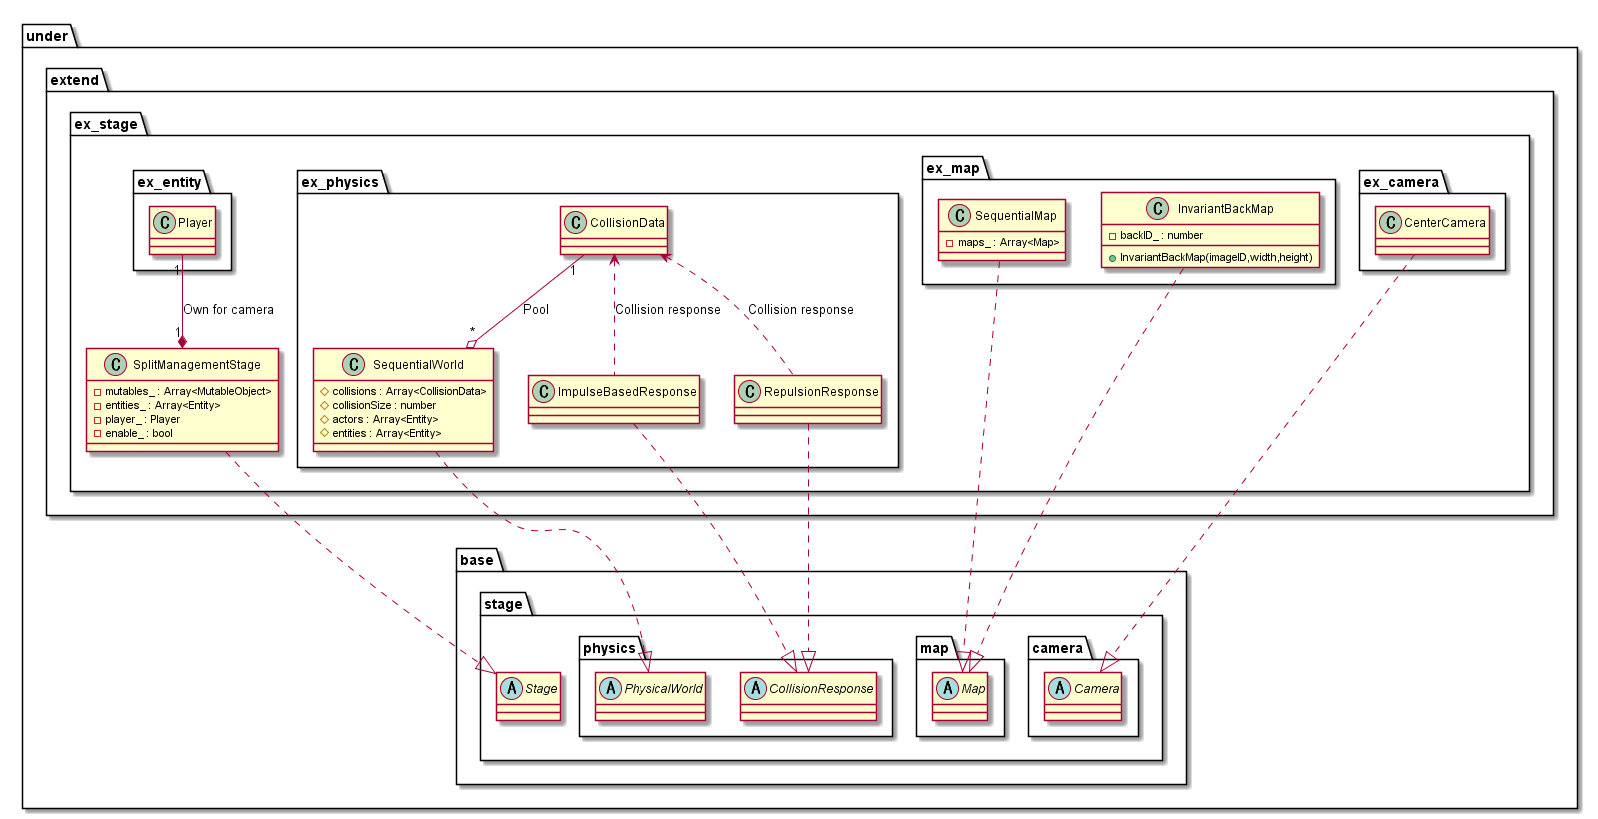 under
extend
ex_stage
ex_entity
C Player
1
Own for camera
1
C SplitManagementStage
mutables_ : Array<MutableObject>
entities_ : Array<Entity>
player_ : Player
enable_ : bool
ex_physics
C CollisionData
1
Pool
*
Collision response
Collision response
C SequentialWorld
collisions : Array<CollisionData>
collisionSize : number
actors : Array<Entity>
entities : Array<Entity>
C ImpulseBasedResponse
C RepulsionResponse
ex_map
C SequentialMap
maps_ : Array<Map>
C InvariantBackMap
backID_ : number
InvariantBackMap(imageID,width,height)
ex_camera
C CenterCamera
base
stage
A Stage
physics
A PhysicalWorld
A CollisionResponse
map
A Map
camera
A Camera